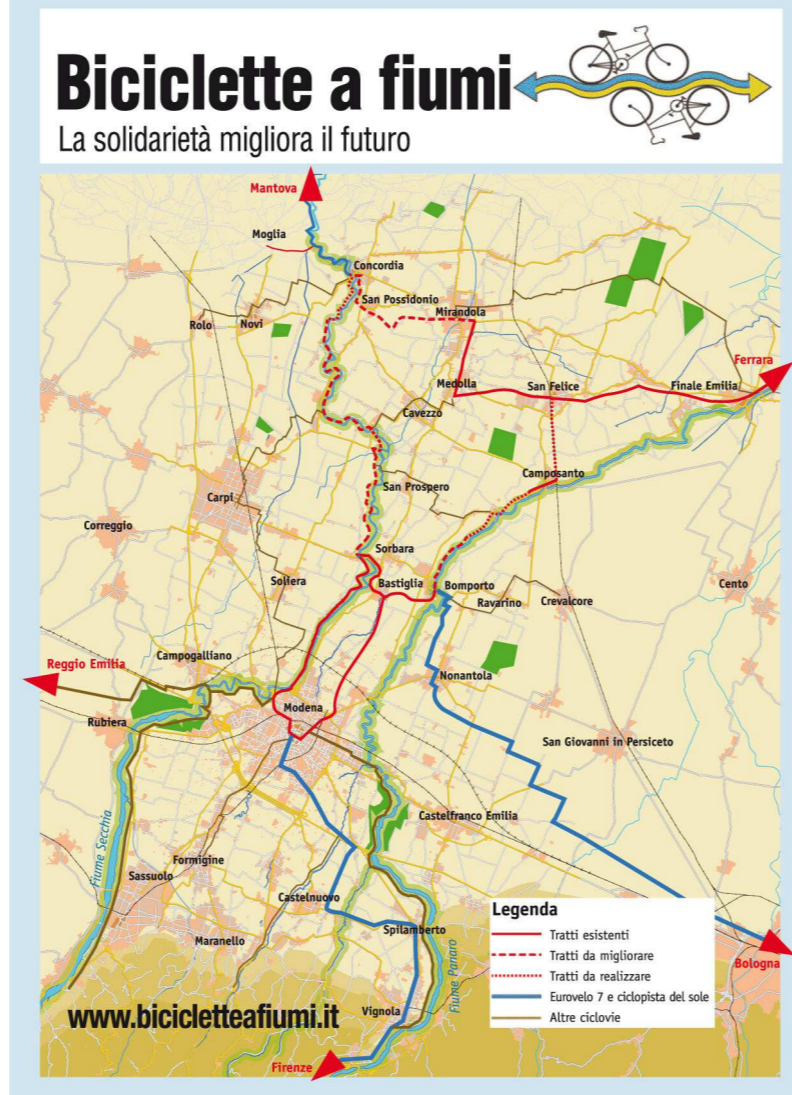 Biciclette a fiumi
La solidarietà migliora il futuro
Mantova
Moglia
Concordia
San Possidonio
Mirandola
Rolo
Novi
Ferrara
Medolla
San Felice
Finale Emilia
Cavezzo
Camposanto
Carpi
San Prospero
Correggio
Sorbara
Soliera
Bastiglia
Bomporto
Cento
Ravarino
Crevalcore
Campogalliano
Reggio Emilia
Nonantola
Rubiera
Modena
San Giovanni in Persiceto
Castelfranco Emilia
Fiume Secchia
Formigine
Sassuolo
Castelnuovo
Spilamberto
Maranello
Fiume Panaro
Vignola
Bologna
Firenze
www.bicicletteafiumi.it
Legenda
Tratti esistenti
Tratti da migliorare
Tratti da realizzare
Eurovelo 7 e ciclopista del sole
Altre ciclovie